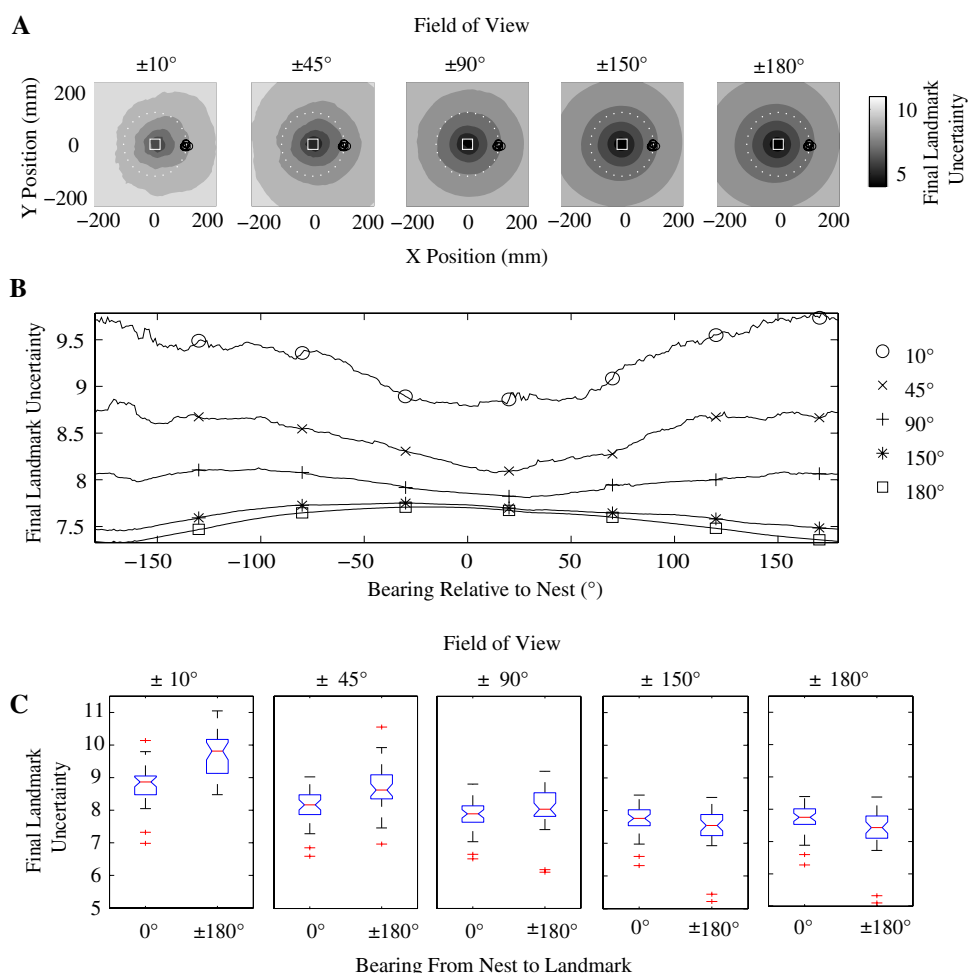 A
Field of View
±10° ±45° ±90° ±150° ±180°
200
0
−200
Y Position (mm)
−200 0 200 −200 0 200 −200 0 200 −200 0 200 −200 0 200
X Position (mm)
10
5
Final Landmark
Uncertainty
B
Final Landmark Uncertainty
9.5
9
8.5
8
7.5
−150 −100 −50 0 50 100 150
Bearing Relative to Nest (°)
10°
45°
90°
150°
180°
Field of View
C
± 10° ± 45° ± 90° ± 150° ± 180°
Final Landmark
Uncertainty
11
10
9
8
7
6
5
0° ±180° 0° ±180° 0° ±180° 0° ±180° 0° ±180°
Bearing From Nest to Landmark